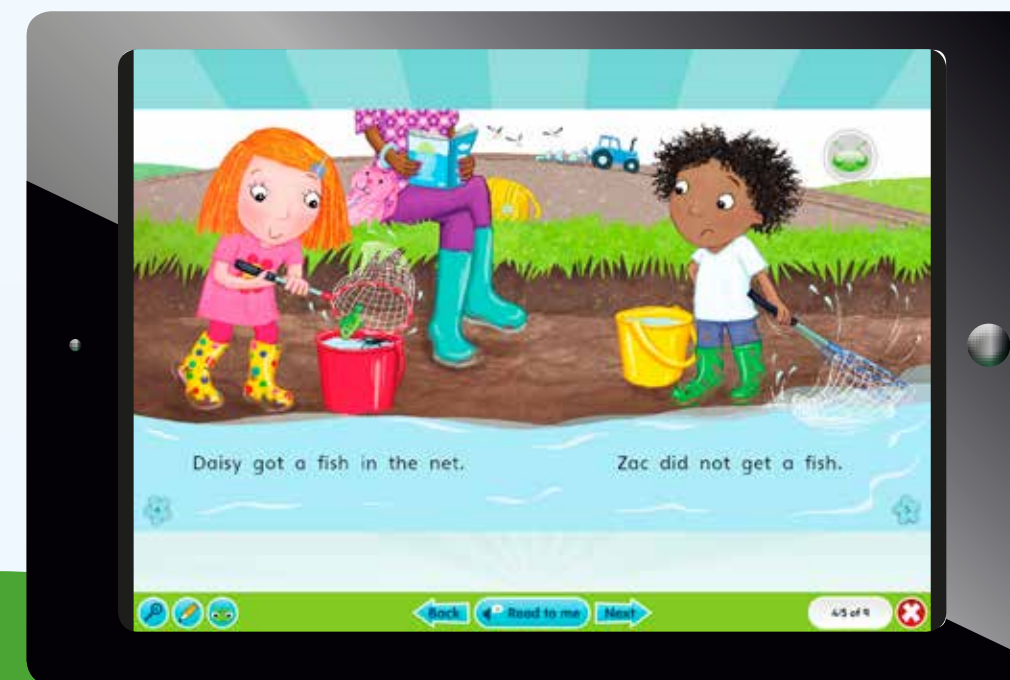 Daisy got a fish in the net.
Zac did not get a fish.
Back
Read to me
Next
4/5 of 9